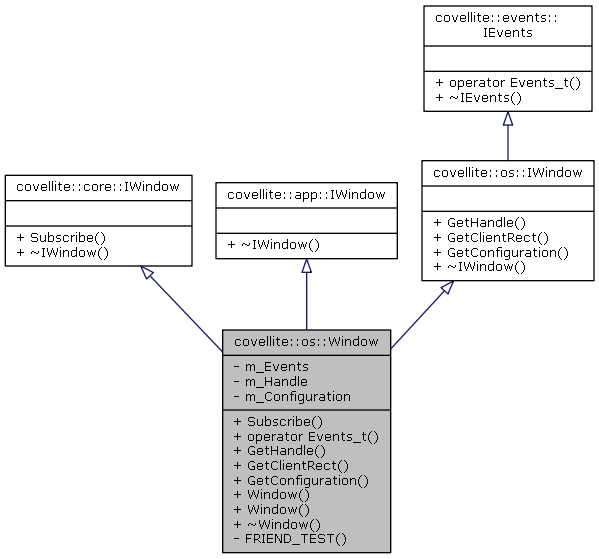 covellite::events::
IEvents
+ operator Events_t()
+ ~IEvents()
covellite::core::IWindow
+ Subscribe()
+ ~IWindow()
covellite::app::IWindow
+ ~IWindow()
covellite::os::IWindow
+ GetHandle()
+ GetClientRect()
+ GetConfiguration()
+ ~IWindow()
covellite::os::Window
- m_Events
- m_Handle
- m_Configuration
+ Subscribe()
+ operator Events_t()
+ GetHandle()
+ GetClientRect()
+ GetConfiguration()
+ Window()
+ Window()
+ ~Window()
- FRIEND_TEST()